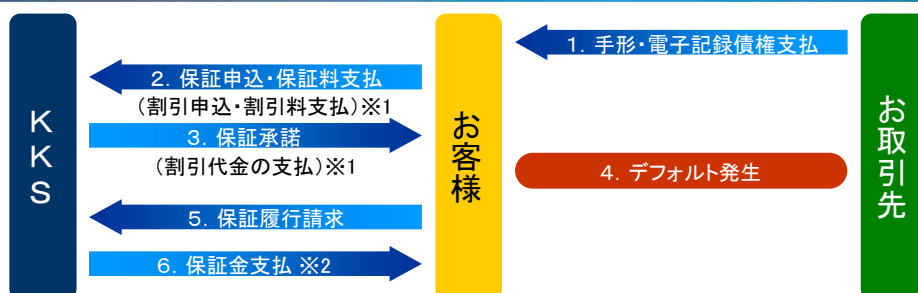 1. 手形・電子記録債権支払
2. 保証申込・保証料支払
(割引申込・割引料支払)※1
3. 保証承諾
(割引代金の支払)※1
4. デフォルト発生
5. 保証履行請求
6. 保証金支払 ※2
KKS
お客様
お取引先